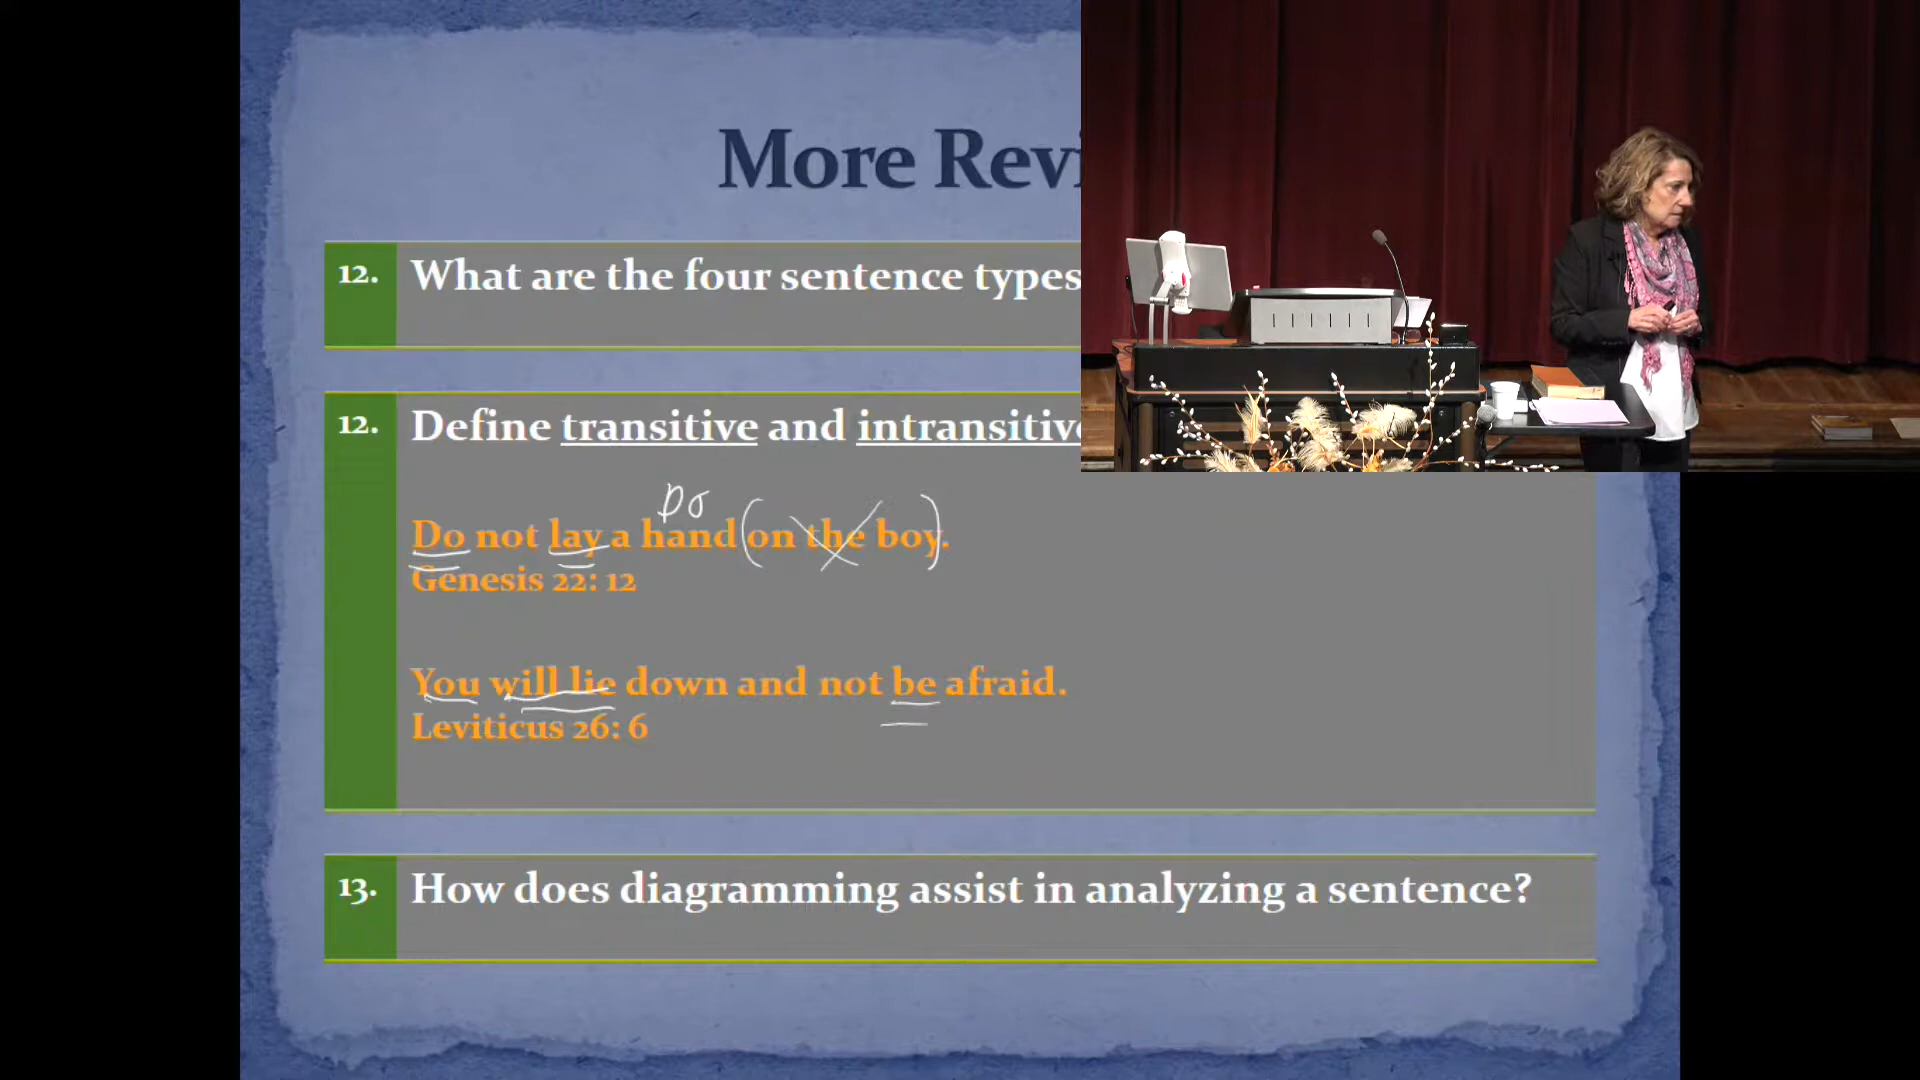 More Rev
12. What are the four sentence types
12. Define transitive and intransitive
DO
Do not lay a hand (on the boy.)
Genesis 22: 12
You will lie down and not be afraid.
Leviticus 26: 6
13. How does diagramming assist in analyzing a sentence?